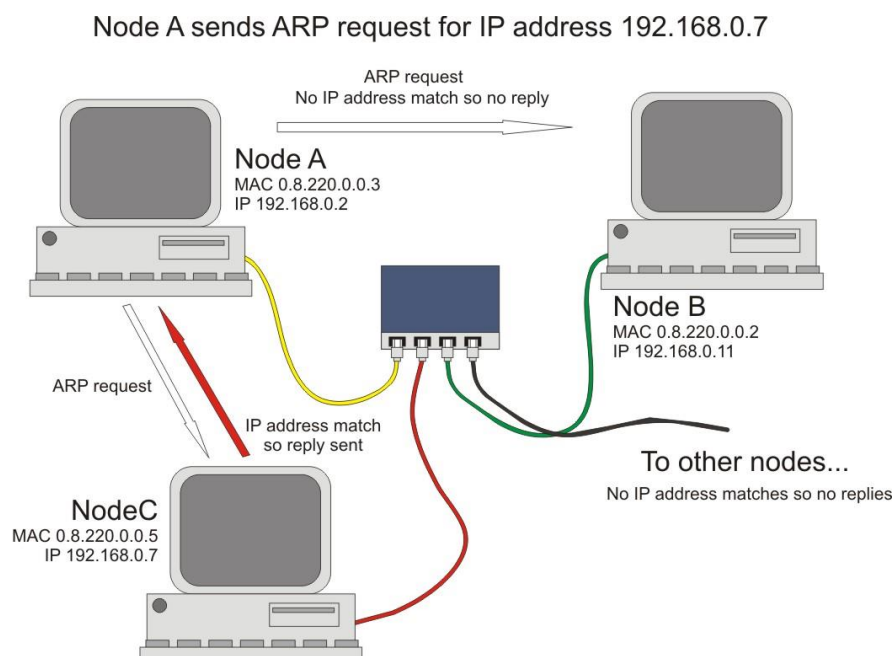 Node A sends ARP request for IP address 192.168.0.7
ARP request
No IP address match so no reply
Node A
MAC 0.8.220.0.0.3
IP 192.168.0.2
Node B
MAC 0.8.220.0.0.2
IP 192.168.0.11
ARP request
IP address match
so reply sent
To other nodes...
No IP address matches so no replies
NodeC
MAC 0.8.220.0.0.5
IP 192.168.0.7